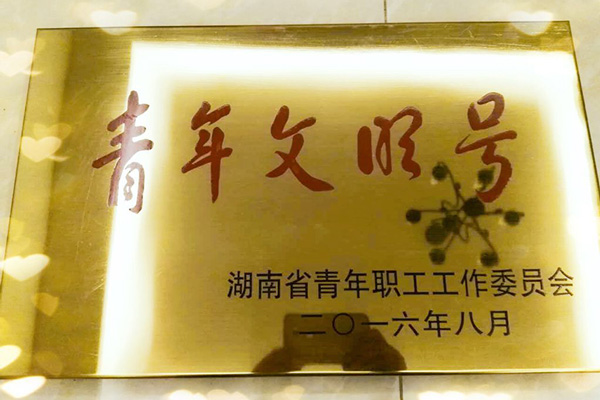 青年文明号
湖南省青年职工工作委员会
二〇一六年八月